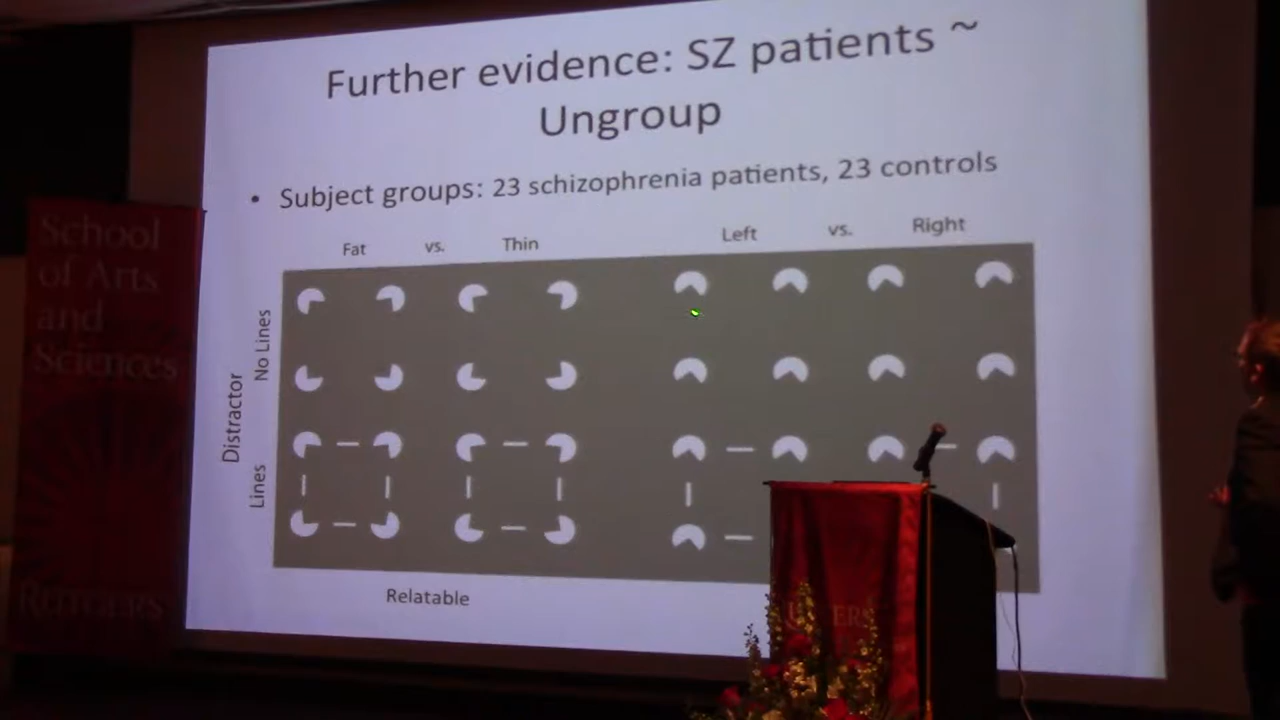 Further evidence: SZ patients ~
Ungroup
• Subject groups: 23 schizophrenia patients, 23 controls
Fat vs. Thin Left vs. Right
Distractor
No Lines
Lines
Relatable
School
of Arts
and
Sciences
RUTGERS